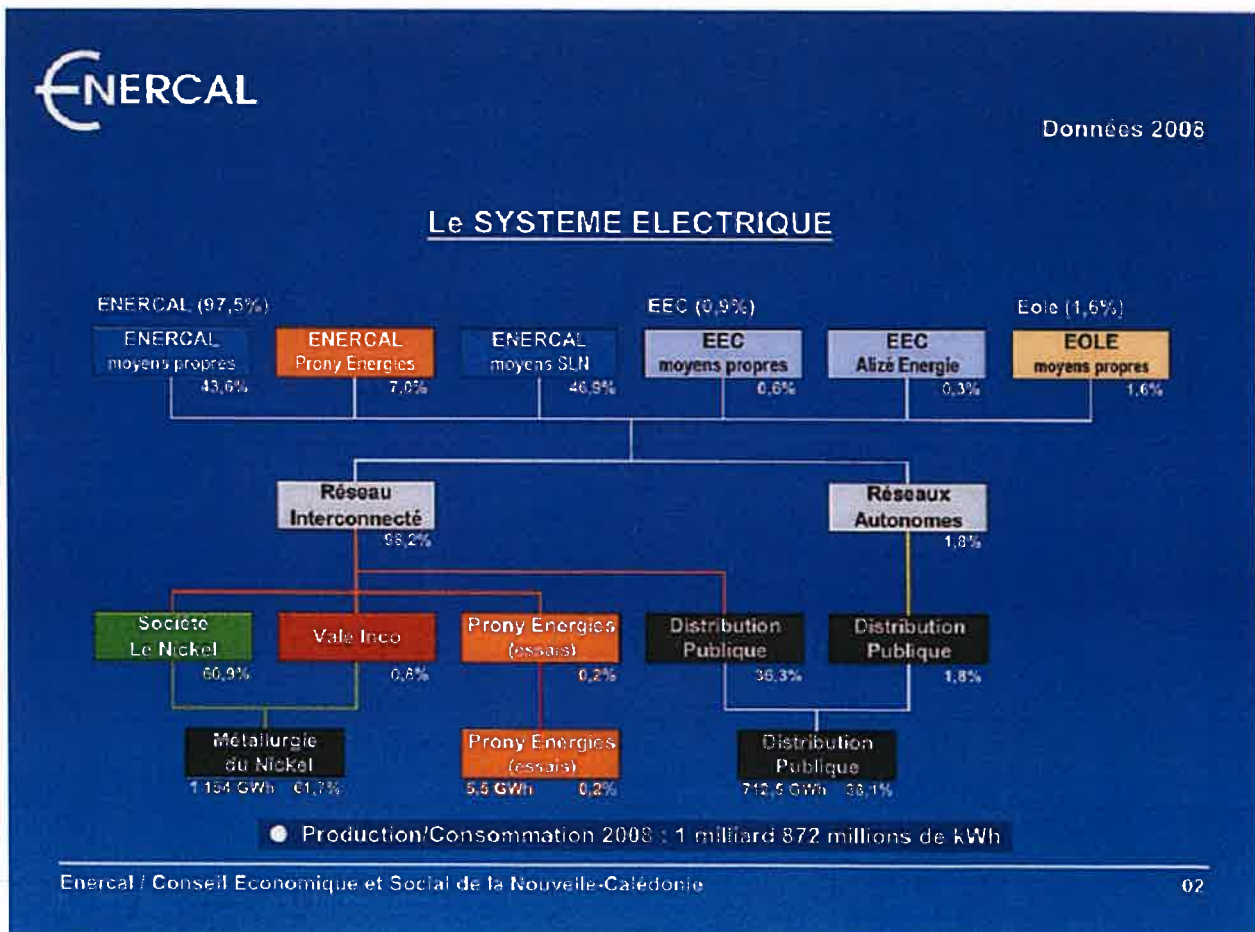 ENERCAL
Données 2008
Le SYSTEME ELECTRIQUE
ENERCAL (97,5%)
EEC (0,9%)
Eole (1,6%)
ENERCAL
moyens propres
43,6%
ENERCAL
Prony Energies
7,0%
ENERCAL
moyens SLN
46,9%
EEC
moyens propres
0,6%
EEC
Alizé Energie
0,3%
EOLE
moyens propres
1,6%
Réseau
Interconnecté
98,2%
Réseaux
Autonomes
1,8%
Société
Le Nickel
60,9%
Vale Inco
0,8%
Prony Energies
(essais)
0,2%
Distribution
Publique
36,3%
Distribution
Publique
1,8%
Métallurgie
du Nickel
1 154 GWh 61,7%
Prony Energies
(essais)
5,5 GWh 0,2%
Distribution
Publique
712,5 GWh 38,1%
● Production/Consommation 2008 : 1 milliard 872 millions de kWh
Enercal / Conseil Economique et Social de la Nouvelle-Calédonie
02